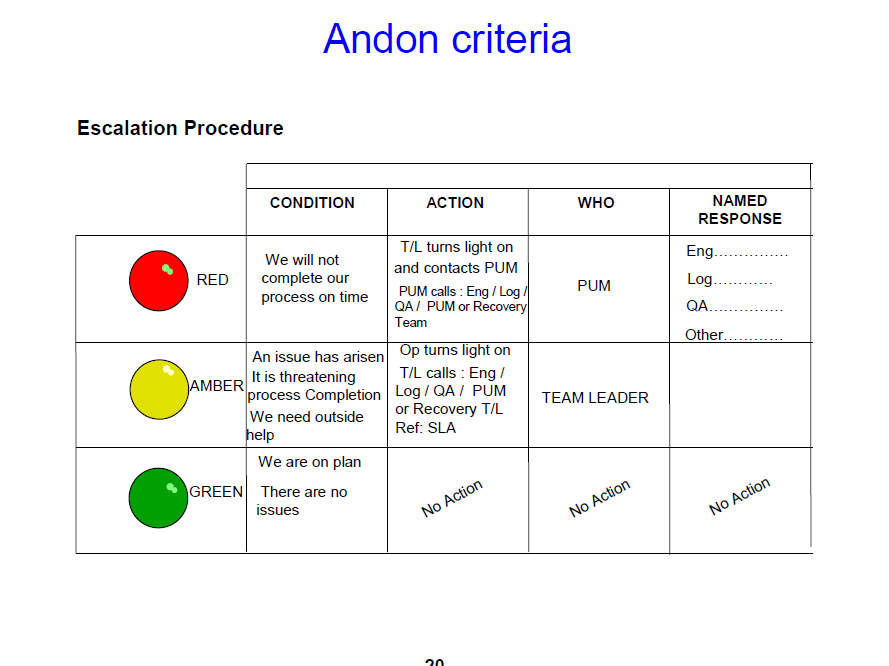 Andon criteria
Escalation Procedure
CONDITION
ACTION
WHO
NAMED
RESPONSE
RED
We will not
complete our
process on time
T/L turns light on
and contacts PUM
PUM calls : Eng / Log /
QA / PUM or Recovery
Team
PUM
Eng……………
Log…………
QA……………
Other…………
AMBER
An issue has arisen
It is threatening
process Completion
We need outside
help
Op turns light on
T/L calls : Eng /
Log / QA / PUM
or Recovery T/L
Ref: SLA
TEAM LEADER
GREEN
We are on plan
There are no
issues
No Action
No Action
No Action
20